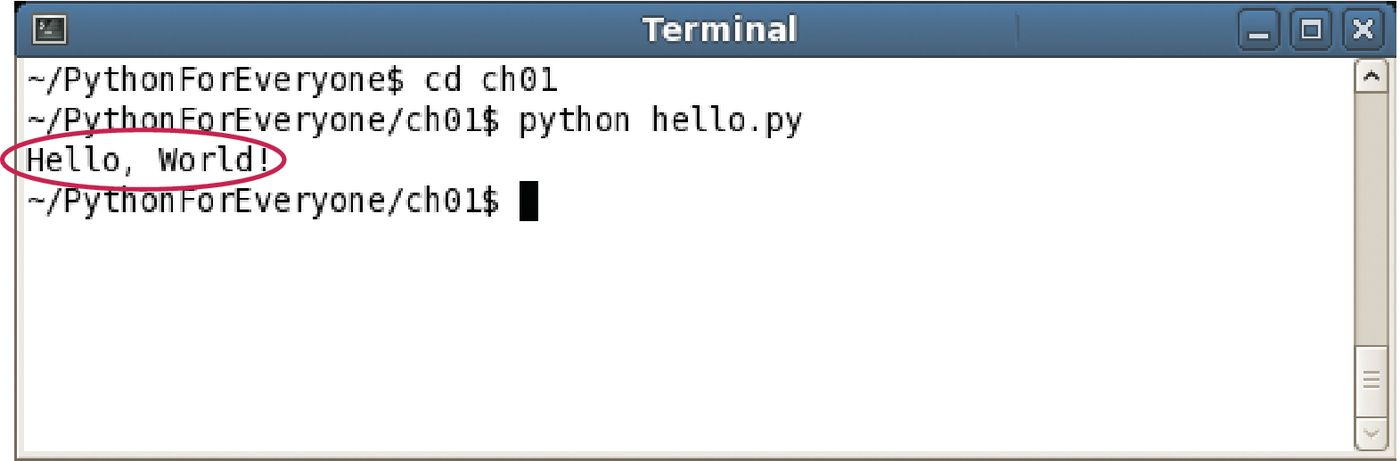 Terminal
~/PythonForEveryone$ cd ch01
~/PythonForEveryone/ch01$ python hello.py
Hello, World!
~/PythonForEveryone/ch01$